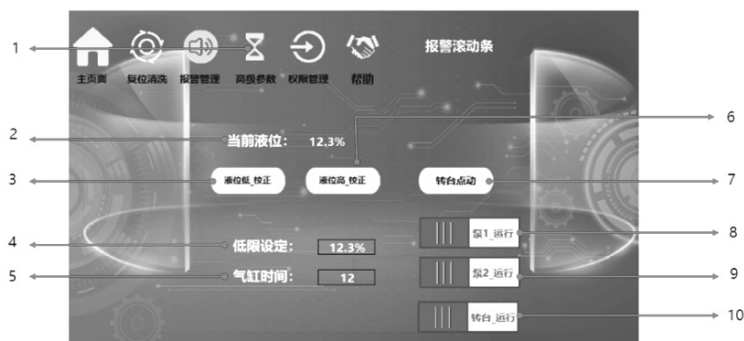 1
主页面 复位清洗 报警管理 高级参数 权限管理 帮助
报警滚动条
6
2
当前液位： 12.3%
3
液位低_校正 液位高_校正 转台点动
7
泵1_运行
8
4
低限设定： 12.3%
5
气缸时间： 12
泵2_运行
9
转台_运行
10